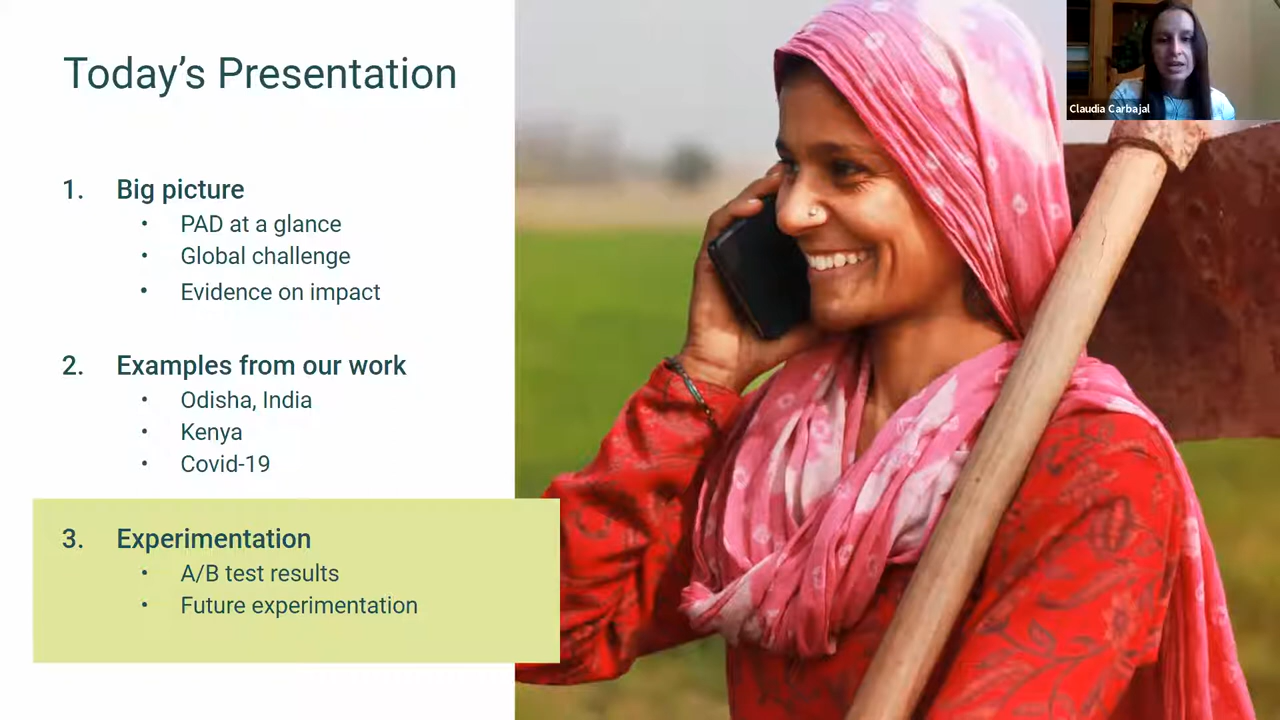 Today’s Presentation
1. Big picture
• PAD at a glance
• Global challenge
• Evidence on impact
2. Examples from our work
• Odisha, India
• Kenya
• Covid-19
3. Experimentation
• A/B test results
• Future experimentation
Claudia Carbajal